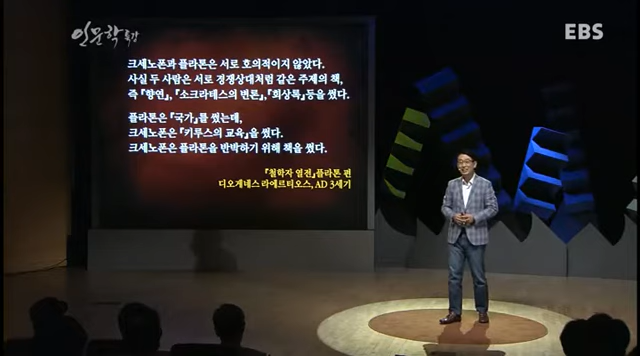 인문학 특강
EBS
크세노폰과 플라톤은 서로 호의적이지 않았다.
사실 두 사람은 서로 경쟁상대처럼 같은 주제의 책,
즉 『향연』, 『소크라테스의 변론』, 『회상록』등을 썼다.
플라톤은 『국가』를 썼는데,
크세노폰은 『키루스의 교육』을 썼다.
크세노폰은 플라톤을 반박하기 위해 책을 썼다.
『철학자 열전』플라톤 편
디오게네스 라에르티오스, AD 3세기